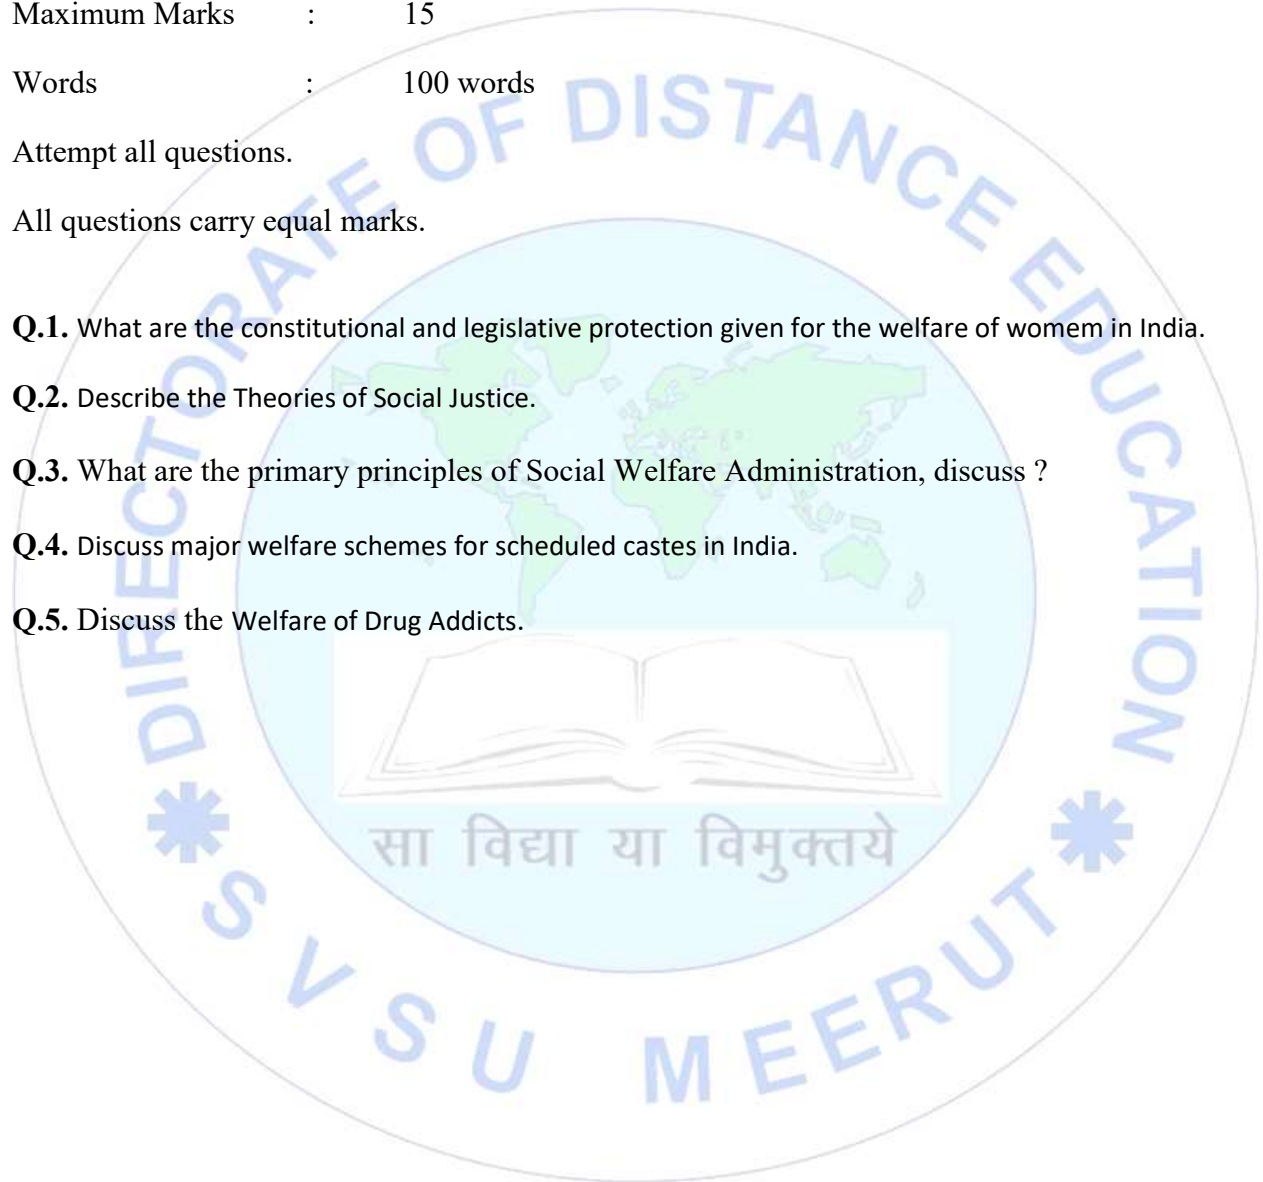 Maximum Marks : 15
Words : 100 words
Attempt all questions.
All questions carry equal marks.
Q.1. What are the constitutional and legislative protection given for the welfare of womem in India.
Q.2. Describe the Theories of Social Justice.
Q.3. What are the primary principles of Social Welfare Administration, discuss ?
Q.4. Discuss major welfare schemes for scheduled castes in India.
Q.5. Discuss the Welfare of Drug Addicts.
DIRECTORATE OF DISTANCE EDUCATION
सा विद्या या विमुक्तये
* S V S U MEERUT *